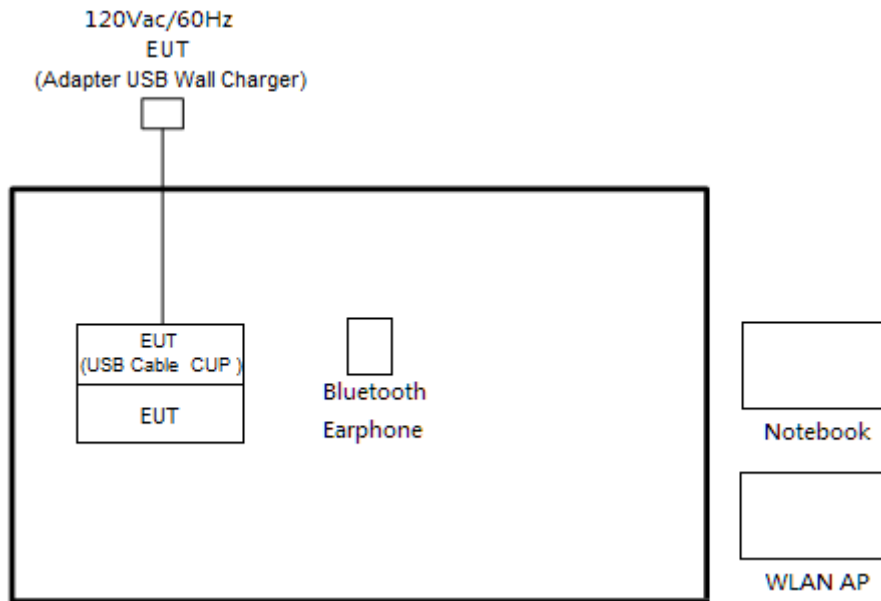 120Vac/60Hz
EUT
(Adapter USB Wall Charger)
EUT
(USB Cable CUP )
EUT
Bluetooth
Earphone
Notebook
WLAN AP